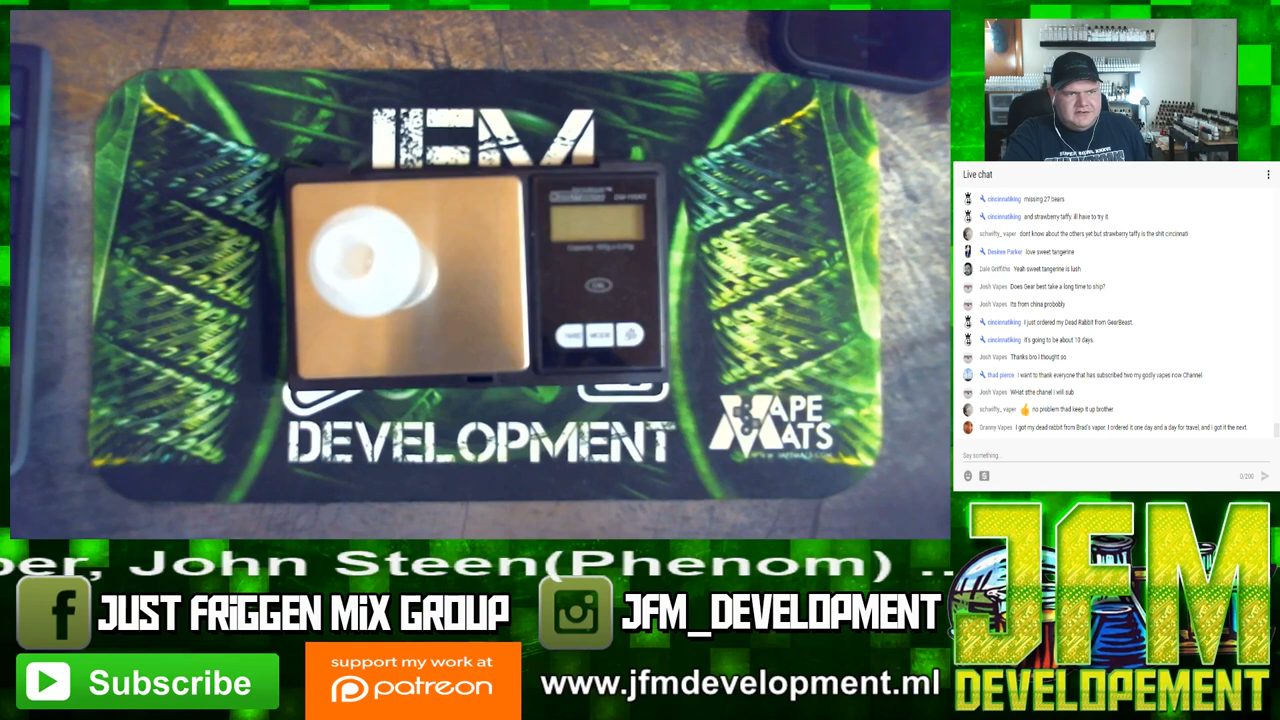 JFM
DEVELOPMENT
VAPE
MATS
TARE
MODE
SUPER BOWL XXXVI
Live chat
cincinnatiking missing 27 bears
cincinnatiking and strawberry taffy. ill have to try it.
schwifty_vaper dont know about the others yet but strawberry taffy is the shit cincinnati
Desiree Parker love sweet tangerine
Dale Griffiths Yeah sweet tangerine is lush
Josh Vapes Does Gear best take a long time to ship?
Josh Vapes Its from china probobly
cincinnatiking I just ordered my Dead Rabbit from GearBeast.
cincinnatiking it's going to be about 10 days.
Josh Vapes Thanks bro I thought so
thad pierce I want to thank everyone that has subscribed two my godly vapes now Channel
Josh Vapes WHat sthe chanel I will sub
schwifty_vaper 👍 no problem thad keep it up brother
Granny Vapes I got my dead rabbit from Brad's vapor. I ordered it one day and a day for travel, and i got it the next.
Say something...
0/200
per, John Steen(Phenom) ...
JUST FRIGGEN MIX GROUP
JFM_DEVELOPMENT
Subscribe
support my work at
patreon
www.jfmdevelopment.ml
JFM
DEVELOPEMENT